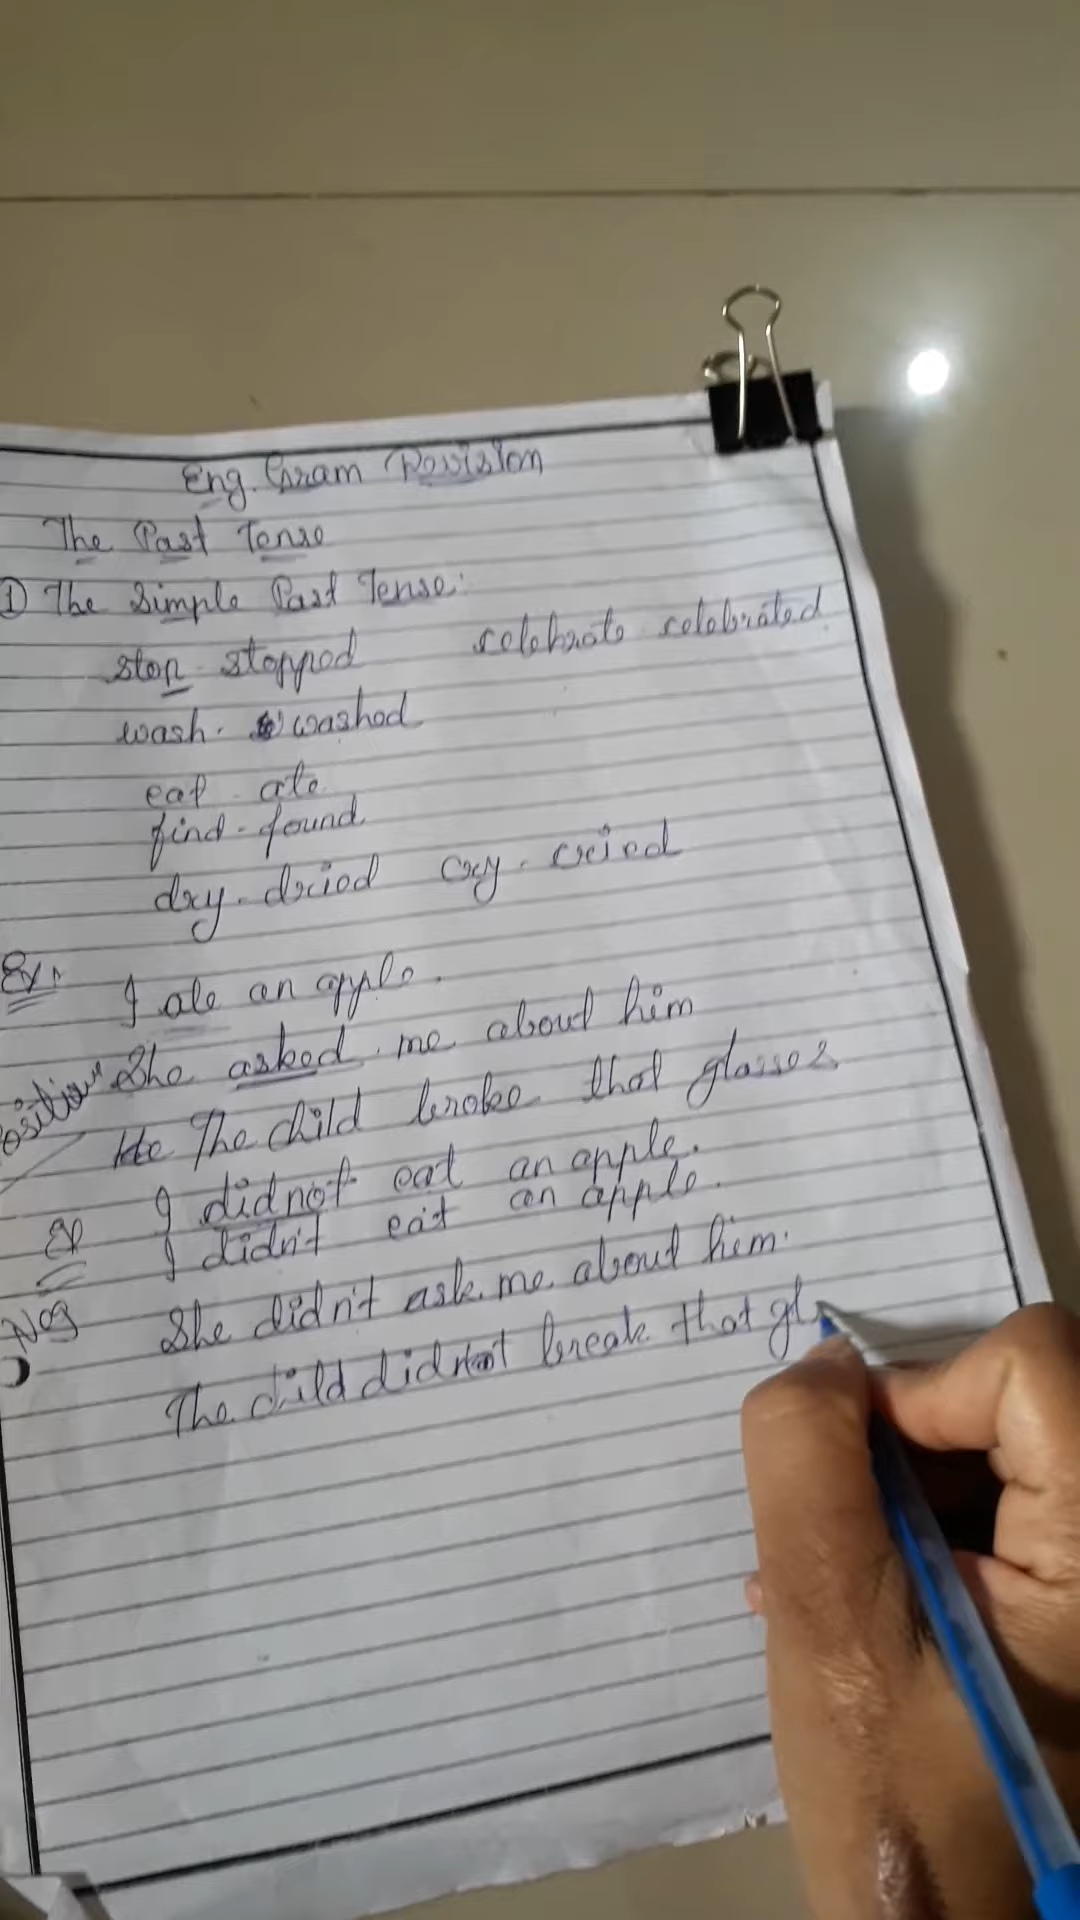 Eng. Gram Revision
The Past Tense
① The Simple Past Tense:
stop - stopped celebrate celebrated
wash - washed
eat - ate
find - found
dry - dried cry - cried
Ex:
I ate an apple.
Positive She asked me about him
He The child broke that glasses
I did not eat an apple.
Ex I didn't eat an apple.
Neg She didn't ask me about him.
The child did not break that gl